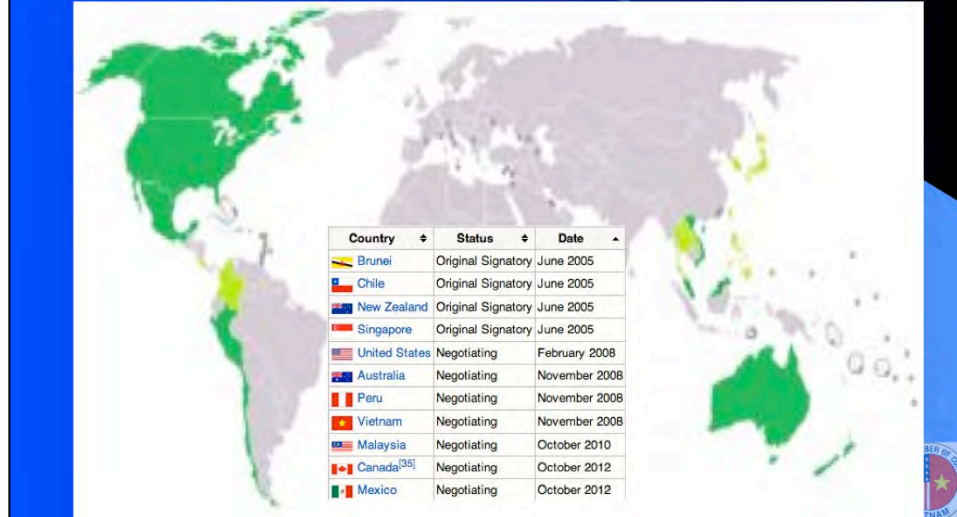 Country Status Date
Brunei Original Signatory June 2005
Chile Original Signatory June 2005
New Zealand Original Signatory June 2005
Singapore Original Signatory June 2005
United States Negotiating February 2008
Australia Negotiating November 2008
Peru Negotiating November 2008
Vietnam Negotiating November 2008
Malaysia Negotiating October 2010
Canada[35] Negotiating October 2012
Mexico Negotiating October 2012